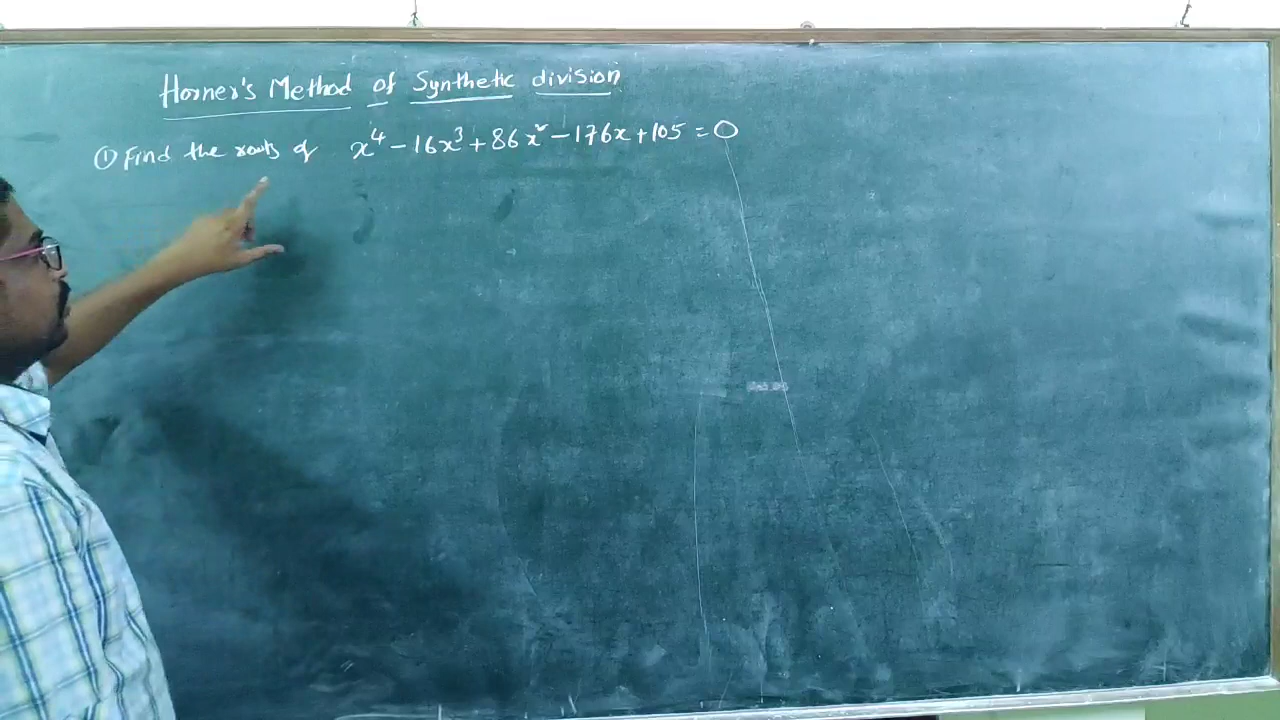 Horner's Method of Synthetic division
① Find the roots of x⁴ - 16x³ + 86x² - 176x + 105 = 0